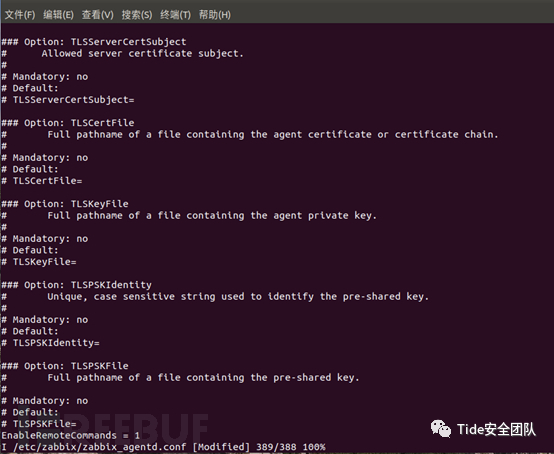 文件(F) 编辑(E) 查看(V) 搜索(S) 终端(T) 帮助(H)
### Option: TLSServerCertSubject
#       Allowed server certificate subject.
#
# Mandatory: no
# Default:
# TLSServerCertSubject=
### Option: TLSCertFile
#       Full pathname of a file containing the agent certificate or certificate chain.
#
# Mandatory: no
# Default:
# TLSCertFile=
### Option: TLSKeyFile
#       Full pathname of a file containing the agent private key.
#
# Mandatory: no
# Default:
# TLSKeyFile=
### Option: TLSPSKIdentity
#       Unique, case sensitive string used to identify the pre-shared key.
#
# Mandatory: no
# Default:
# TLSPSKIdentity=
### Option: TLSPSKFile
#       Full pathname of a file containing the pre-shared key.
#
# Mandatory: no
# Default:
# TLSPSKFile=
EnableRemoteCommands = 1
I /etc/zabbix/zabbix_agentd.conf [Modified] 389/388 100%
FREEBUF
Tide安全团队